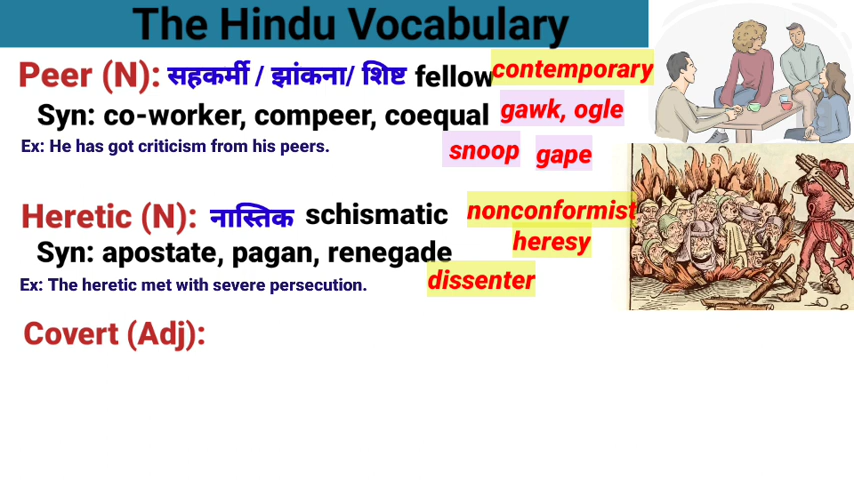 The Hindu Vocabulary
Peer (N): सहकर्मी / झांकना/ शिष्ट fellow contemporary
Syn: co-worker, compeer, coequal gawk, ogle
Ex: He has got criticism from his peers. snoop gape
Heretic (N): नास्तिक schismatic nonconformist
Syn: apostate, pagan, renegade heresy
Ex: The heretic met with severe persecution. dissenter
Covert (Adj):